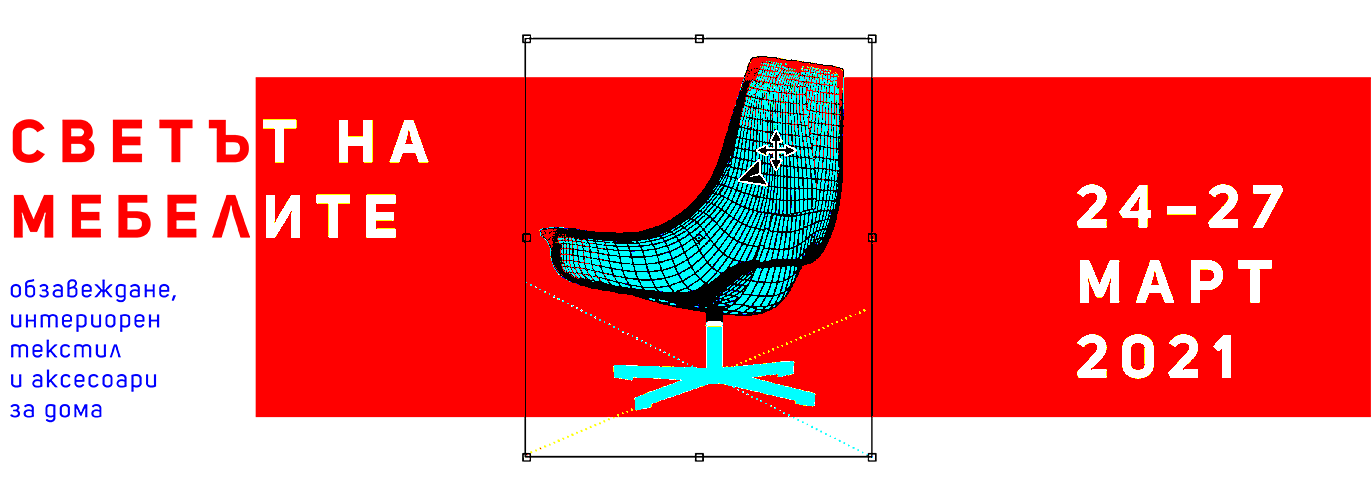 СВЕТЪТ НА
МЕБЕЛИТЕ
обзавеждане,
интериорен
текстил
и аксесоари
за дома
24–27
МАРТ
2021